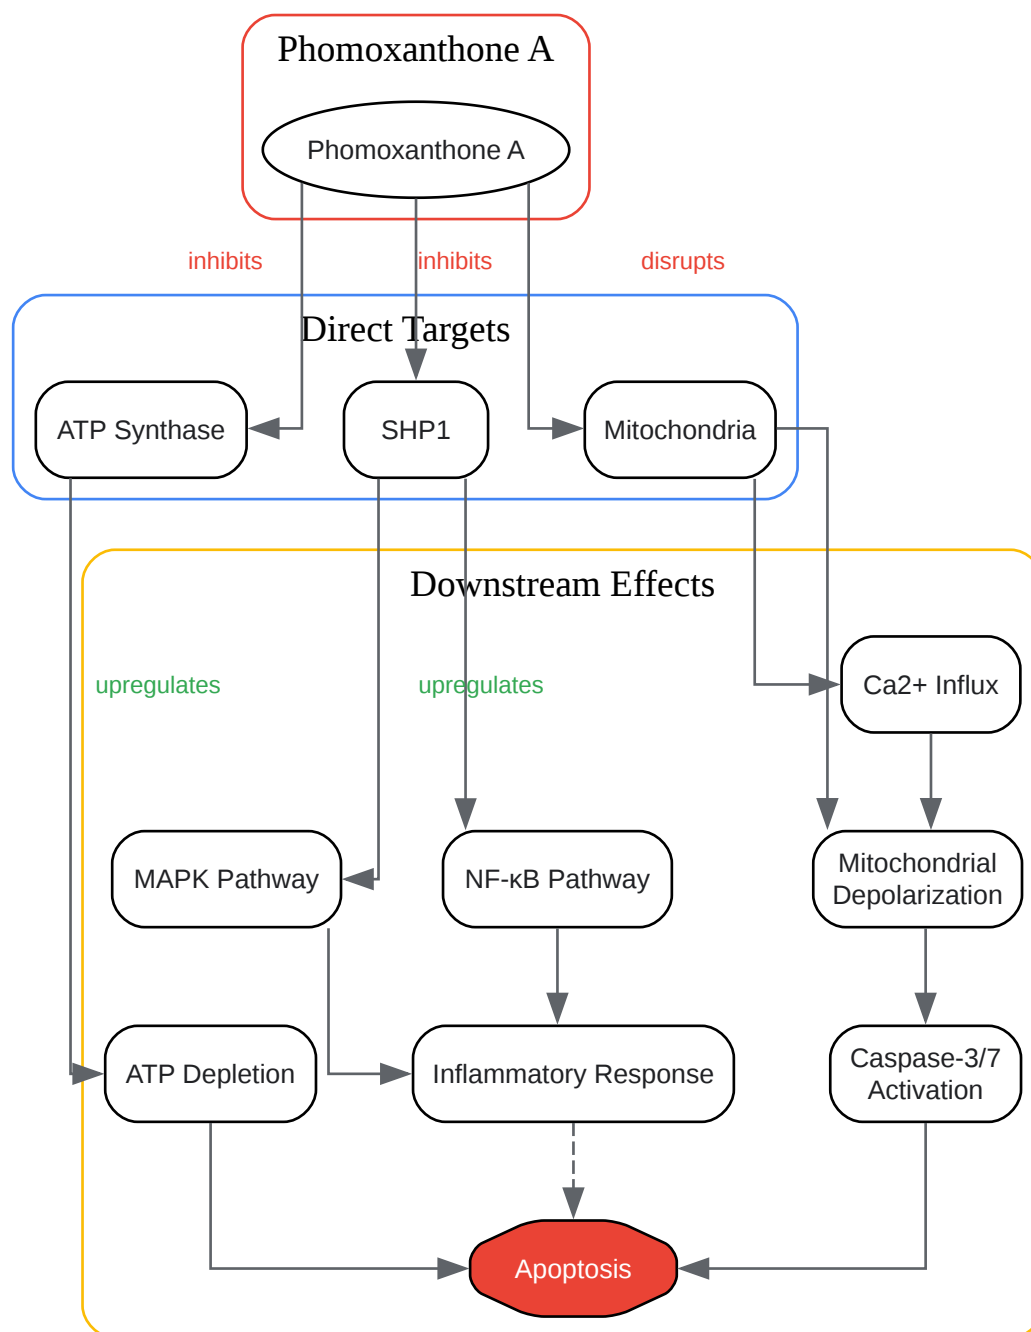 Phomoxanthone A
Phomoxanthone A
inhibits
inhibits
disrupts
Direct Targets
ATP Synthase
SHP1
Mitochondria
Downstream Effects
upregulates
upregulates
Ca2+ Influx
MAPK Pathway
NF-κB Pathway
Mitochondrial
Depolarization
ATP Depletion
Inflammatory Response
Caspase-3/7
Activation
Apoptosis